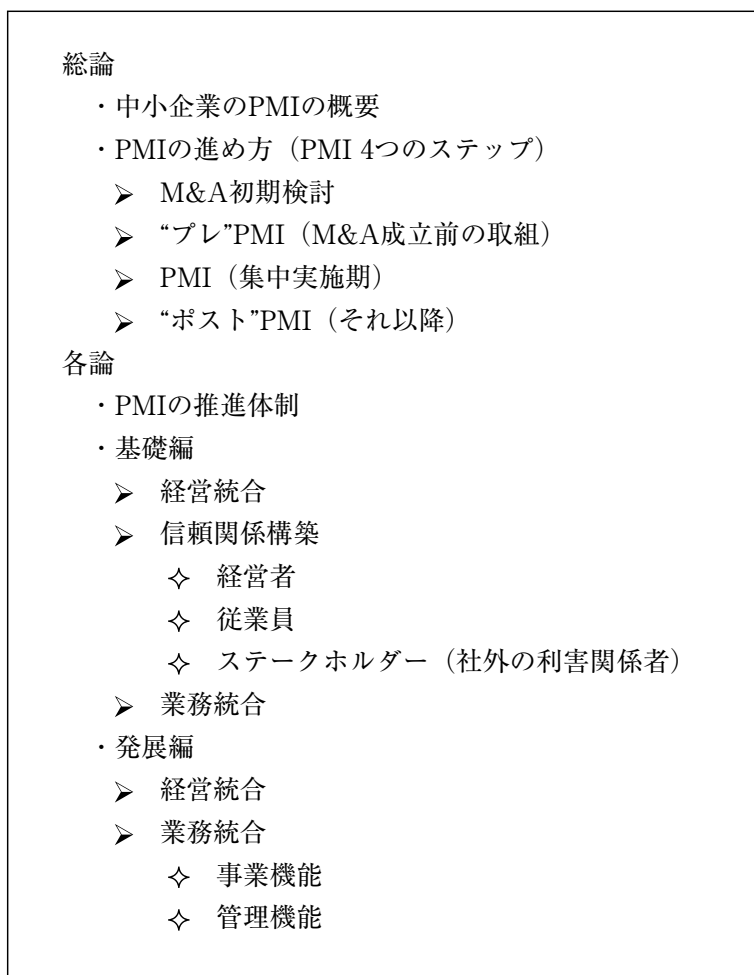 総論
・中小企業のPMIの概要
・PMIの進め方（PMI 4つのステップ）
➢ M&A初期検討
➢ “プレ”PMI（M&A成立前の取組）
➢ PMI（集中実施期）
➢ “ポスト”PMI（それ以降）
各論
・PMIの推進体制
・基礎編
➢ 経営統合
➢ 信頼関係構築
✧ 経営者
✧ 従業員
✧ ステークホルダー（社外の利害関係者）
➢ 業務統合
・発展編
➢ 経営統合
➢ 業務統合
✧ 事業機能
✧ 管理機能